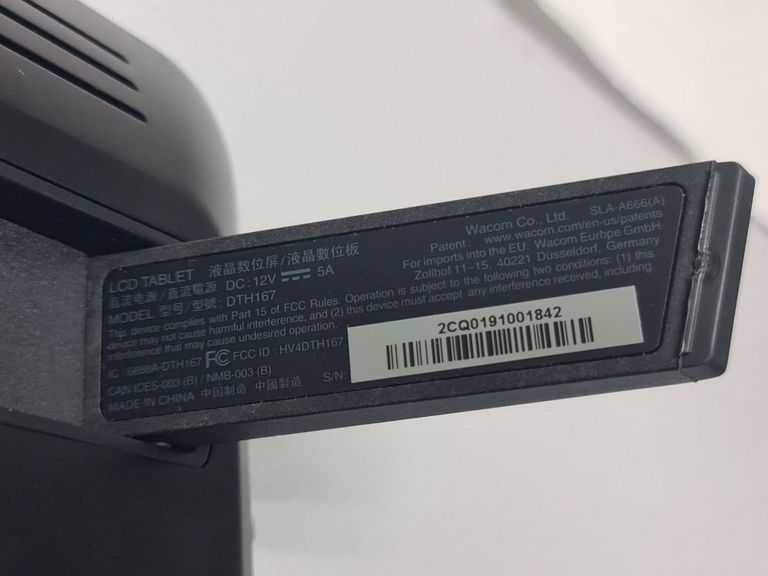 LCD TABLET 液晶數位屏/液晶數位板
直流电源/直流電源 DC:12V 5A
MODEL 型号/型號: DTH167
This device complies with Part 15 of FCC Rules. Operation is subject to the following two conditions: (1) this
device may not cause harmful interference, and (2) this device must accept any interference received, including
interference that may cause undesired operation.
IC : 6888A-DTH167 FC FCC ID : HV4DTH167
CAN ICES-003 (B) / NMB-003 (B)
MADE IN CHINA 中国制造 中國製造
Wacom Co., Ltd. SLA-A666(A)
Patent: www.wacom.com/en-us/patents
For imports into the EU: Wacom Europe GmbH
Zollhof 11-15, 40221 Düsseldorf, Germany
S/N:
2CQ0191001842